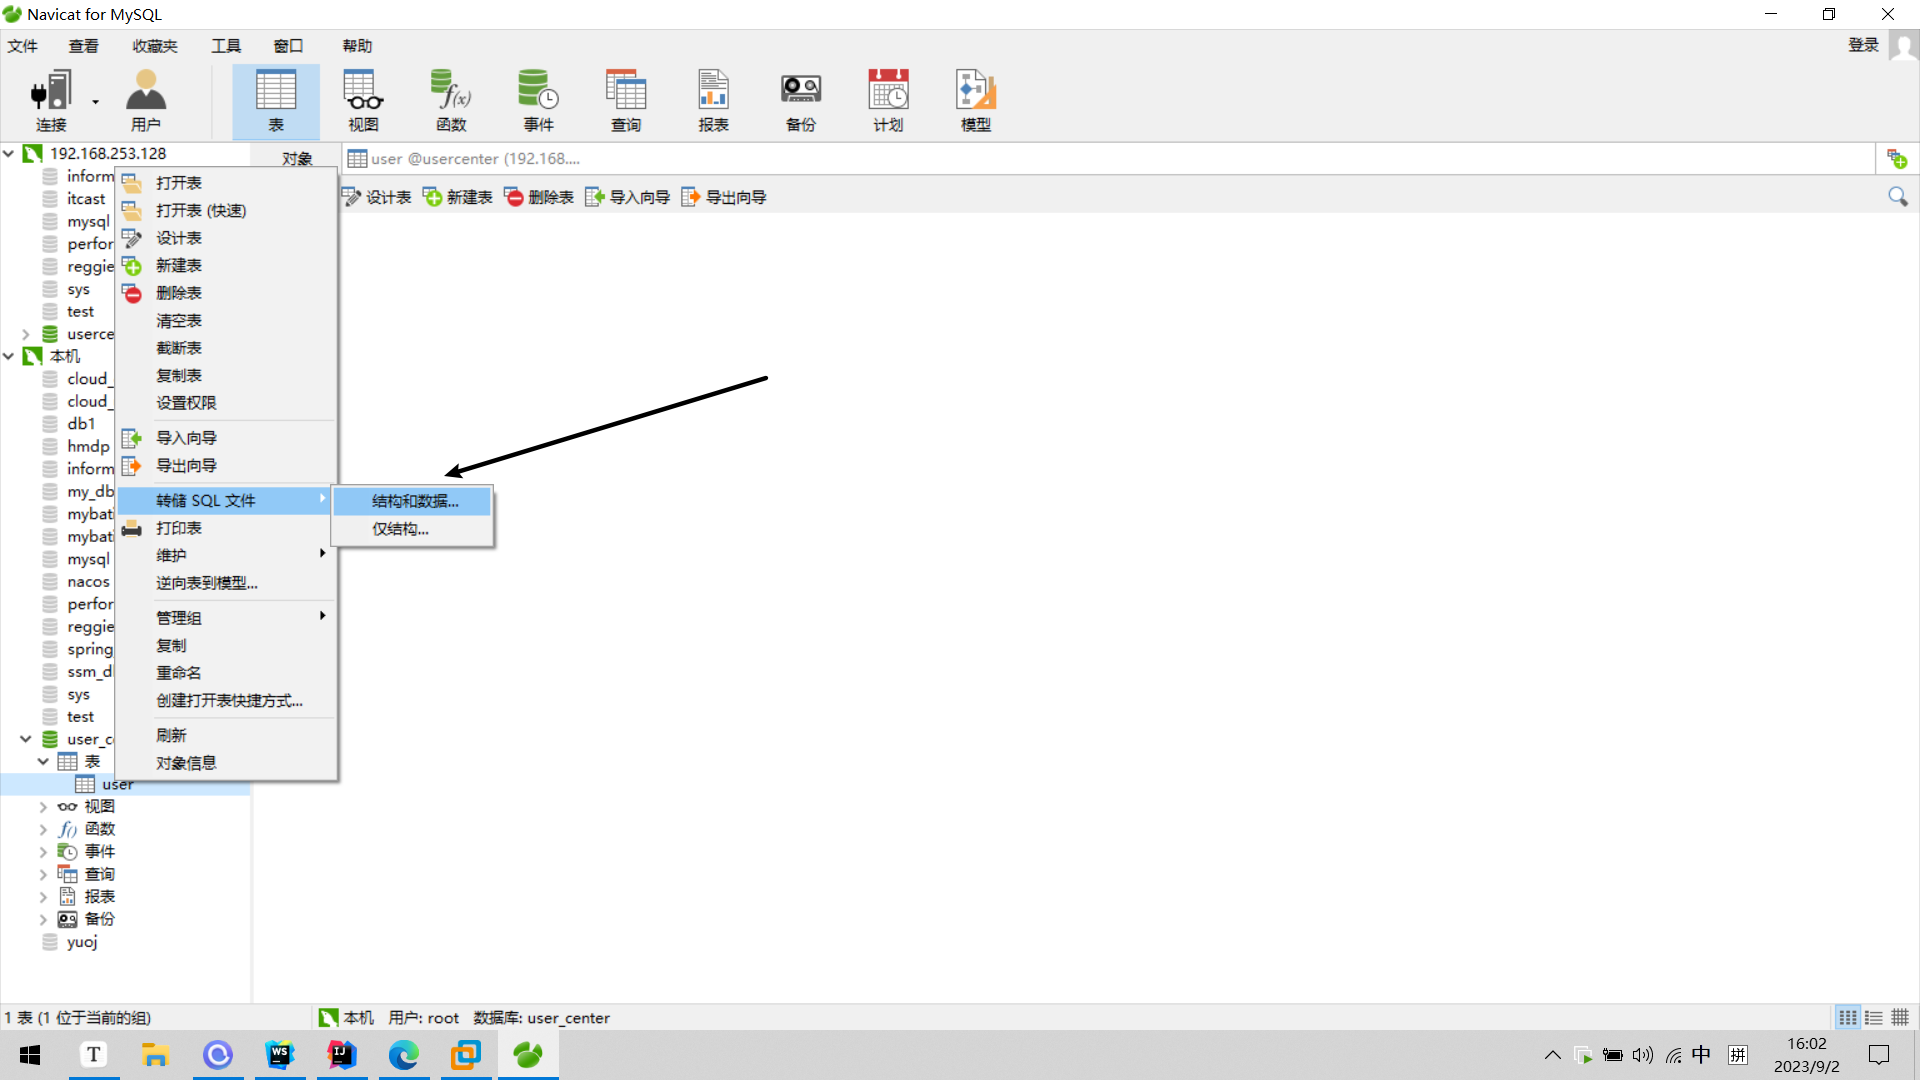 Navicat for MySQL
文件 查看 收藏夹 工具 窗口 帮助 登录
连接 用户 表 视图 函数 事件 查询 报表 备份 计划 模型
192.168.253.128 对象 user @usercenter (192.168....
设计表 新建表 删除表 导入向导 导出向导
inform
itcast
mysql
perfor
reggie
sys
test
userce
本机
cloud_
cloud_
db1
hmdp
inform
my_db
mybati
mybati
mysql
nacos
perfor
reggie
spring
ssm_d
sys
test
user_c
表
user
视图
函数
事件
查询
报表
备份
yuoj
打开表
打开表 (快速)
设计表
新建表
删除表
清空表
截断表
复制表
设置权限
导入向导
导出向导
转储 SQL 文件
打印表
维护
逆向表到模型...
管理组
复制
重命名
创建打开表快捷方式...
刷新
对象信息
结构和数据...
仅结构...
1 表 (1 位于当前的组) 本机 用户: root 数据库: user_center
T WS IJ 中 拼 16:02
2023/9/2